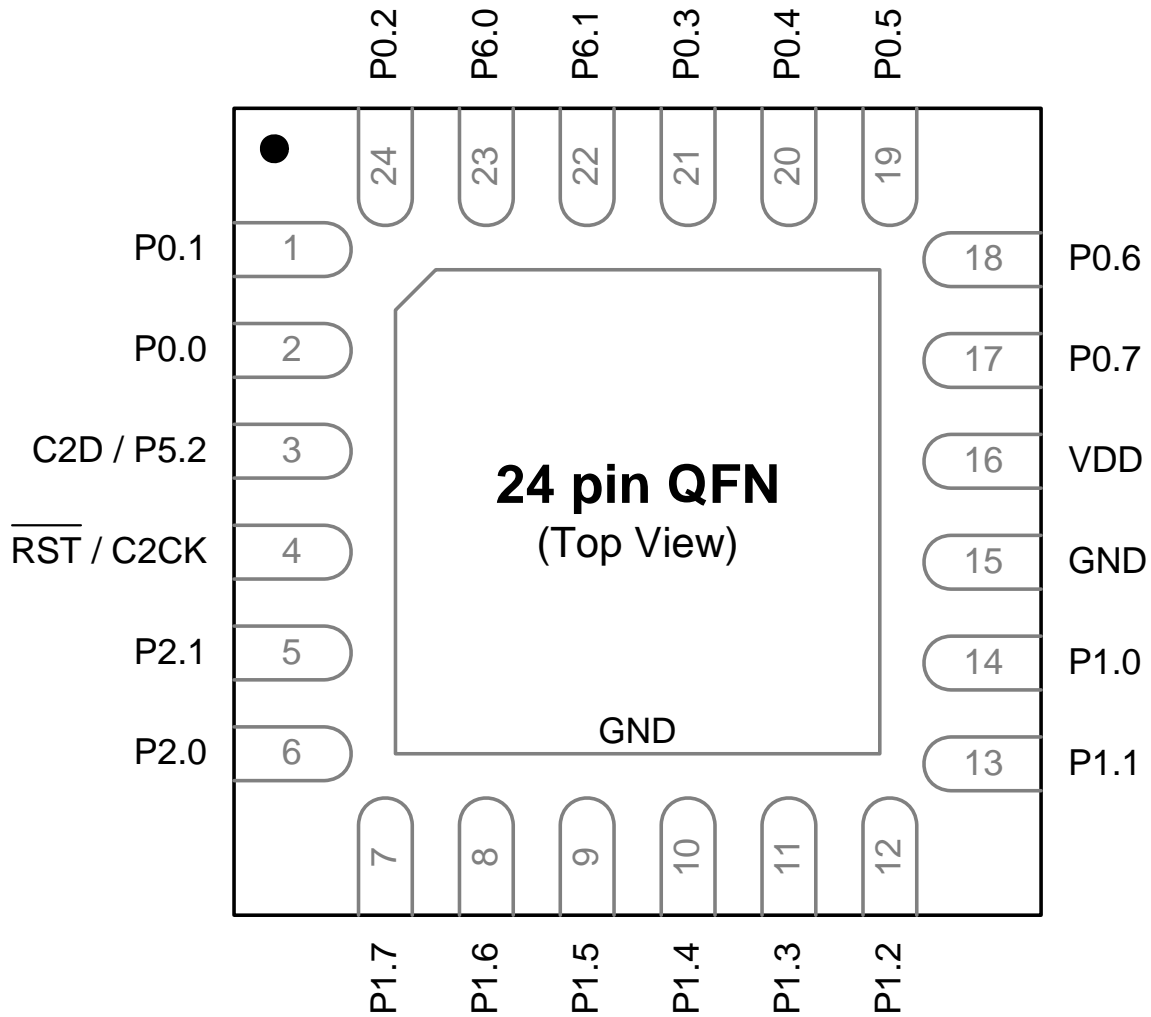 P0.2
P6.0
P6.1
P0.3
P0.4
P0.5
24
23
22
21
20
19
P0.1
1
18
P0.6
P0.0
2
17
P0.7
C2D / P5.2
3
16
VDD
24 pin QFN
(Top View)
RST / C2CK
4
15
GND
P2.1
5
14
P1.0
GND
P2.0
6
13
P1.1
7
8
9
10
11
12
P1.7
P1.6
P1.5
P1.4
P1.3
P1.2